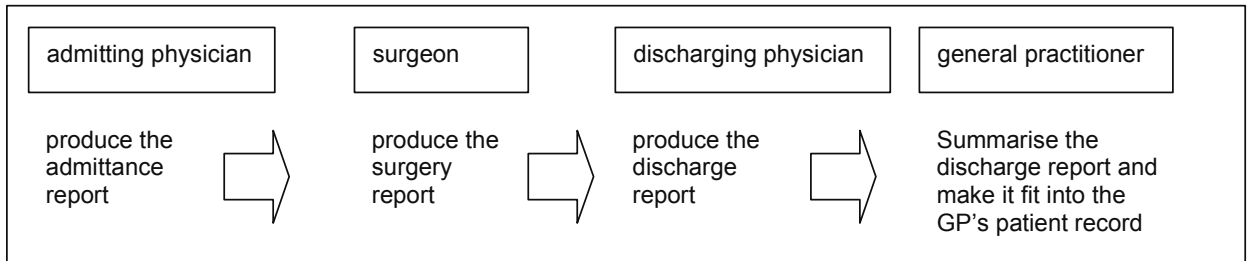 admitting physician
surgeon
discharging physician
general practitioner
produce the
admittance
report
produce the
surgery
report
produce the
discharge
report
Summarise the
discharge report and
make it fit into the
GP's patient record